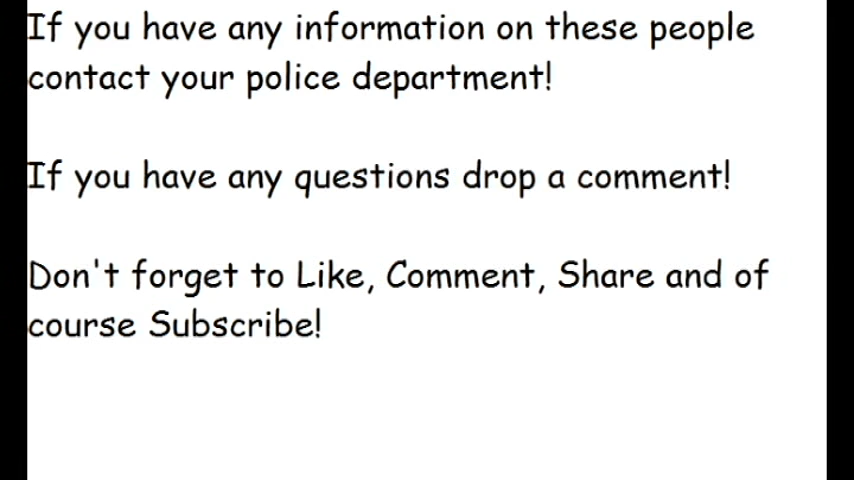 If you have any information on these people
contact your police department!
If you have any questions drop a comment!
Don't forget to Like, Comment, Share and of
course Subscribe!